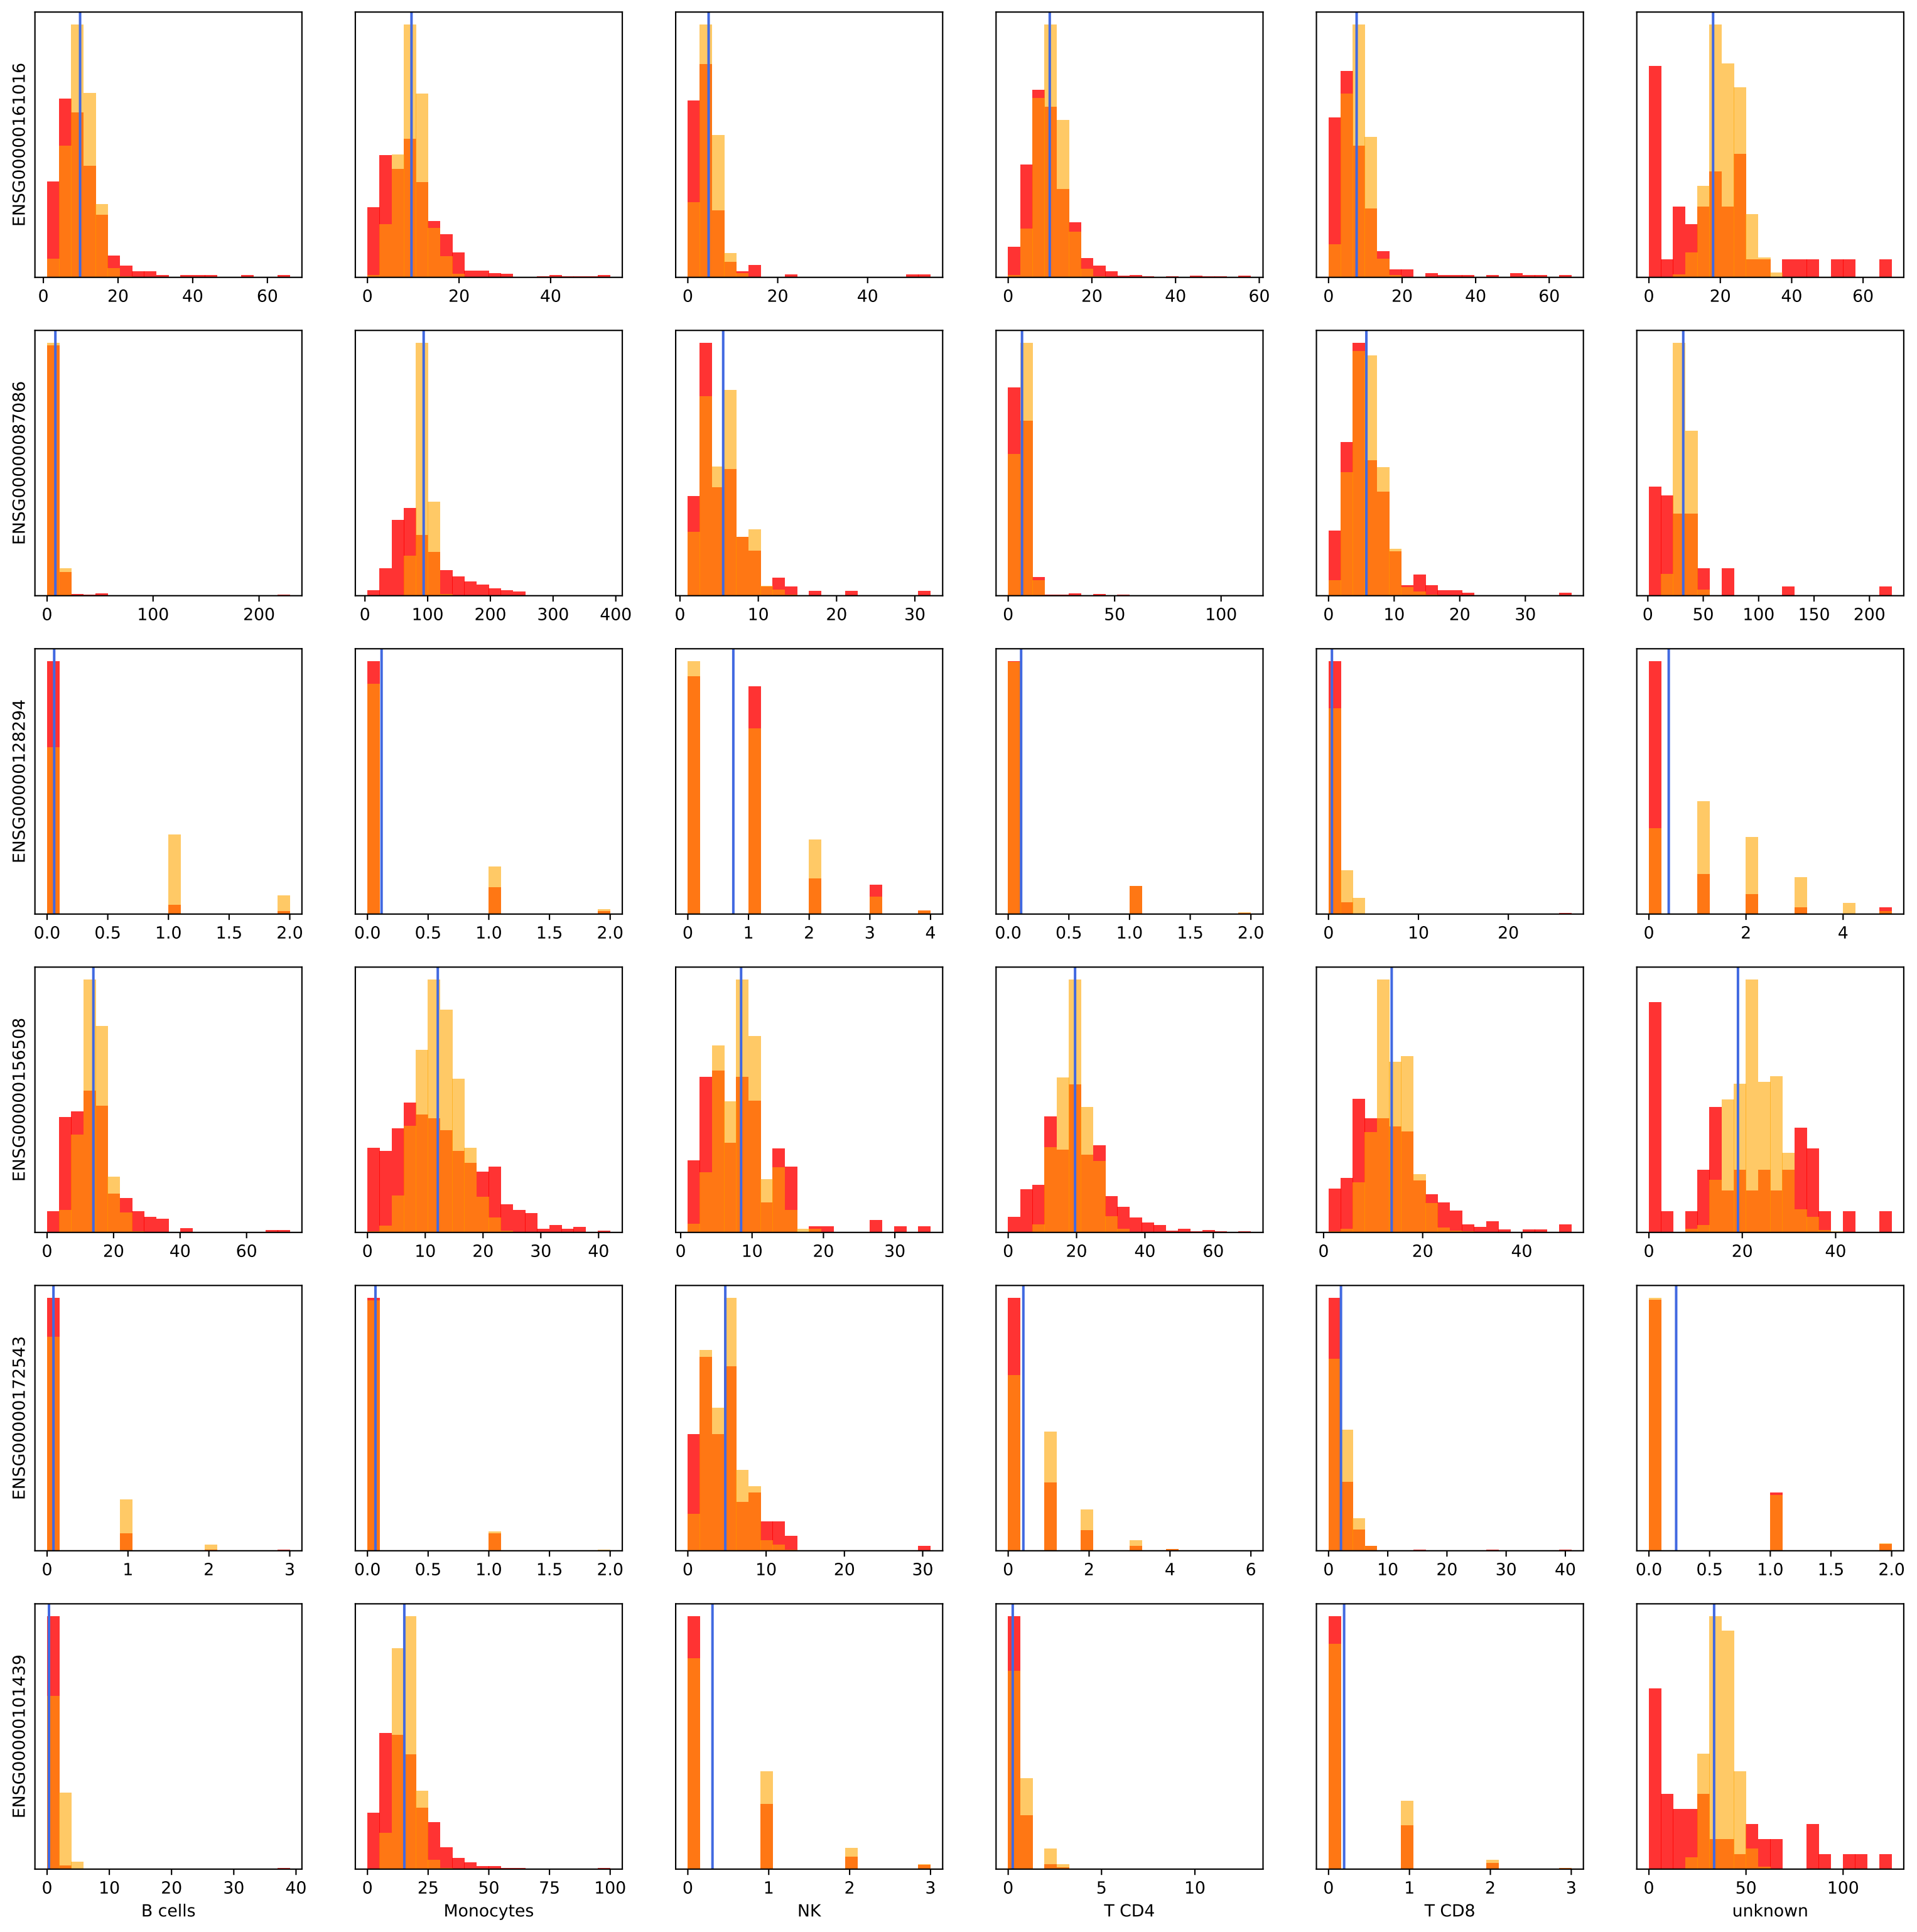 ENSG00000161016
0 20 40 60
0 20 40
0 20 40
0 20 40 60
0 20 40 60
0 20 40 60
ENSG00000087086
0 100 200
0 100 200 300 400
0 10 20 30
0 50 100
0 10 20 30
0 50 100 150 200
ENSG00000128294
0.0 0.5 1.0 1.5 2.0
0.0 0.5 1.0 1.5 2.0
0 1 2 3 4
0.0 0.5 1.0 1.5 2.0
0 10 20
0 2 4
ENSG00000156508
0 20 40 60
0 10 20 30 40
0 10 20 30
0 20 40 60
0 20 40
0 20 40
ENSG00000172543
0 1 2 3
0.0 0.5 1.0 1.5 2.0
0 10 20 30
0 2 4 6
0 10 20 30 40
0.0 0.5 1.0 1.5 2.0
ENSG00000101439
0 10 20 30 40
0 25 50 75 100
0 1 2 3
0 5 10
0 1 2 3
0 50 100
B cells
Monocytes
NK
T CD4
T CD8
unknown